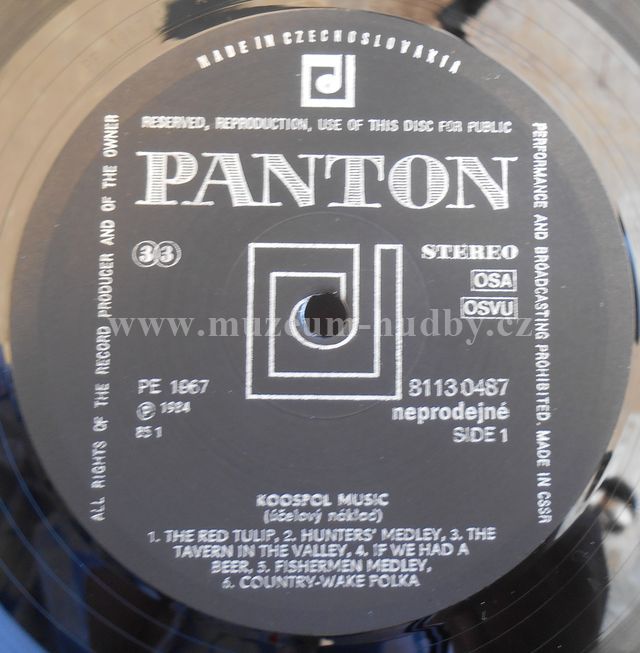 MADE IN CZECHOSLOVAKIA
RESERVED, REPRODUCTION, USE OF THIS DISC FOR PUBLIC
ALL RIGHTS OF THE RECORD PRODUCER AND OF THE OWNER
PERFORMANCE AND BROADCASTING PROHIBITED. MADE IN CSSR
PANTON
33
STEREO
OSA
OSVU
www.muzeum-hudby.cz
PE 1967
8113 0487
Ⓟ 1984
neprodejné
85 1
SIDE 1
KOOSPOL MUSIC
(účelový náklad)
1. THE RED TULIP, 2. HUNTERS' MEDLEY, 3. THE
TAVERN IN THE VALLEY, 4. IF WE HAD A
BEER, 5. FISHERMEN MEDLEY,
6. COUNTRY-WAKE POLKA